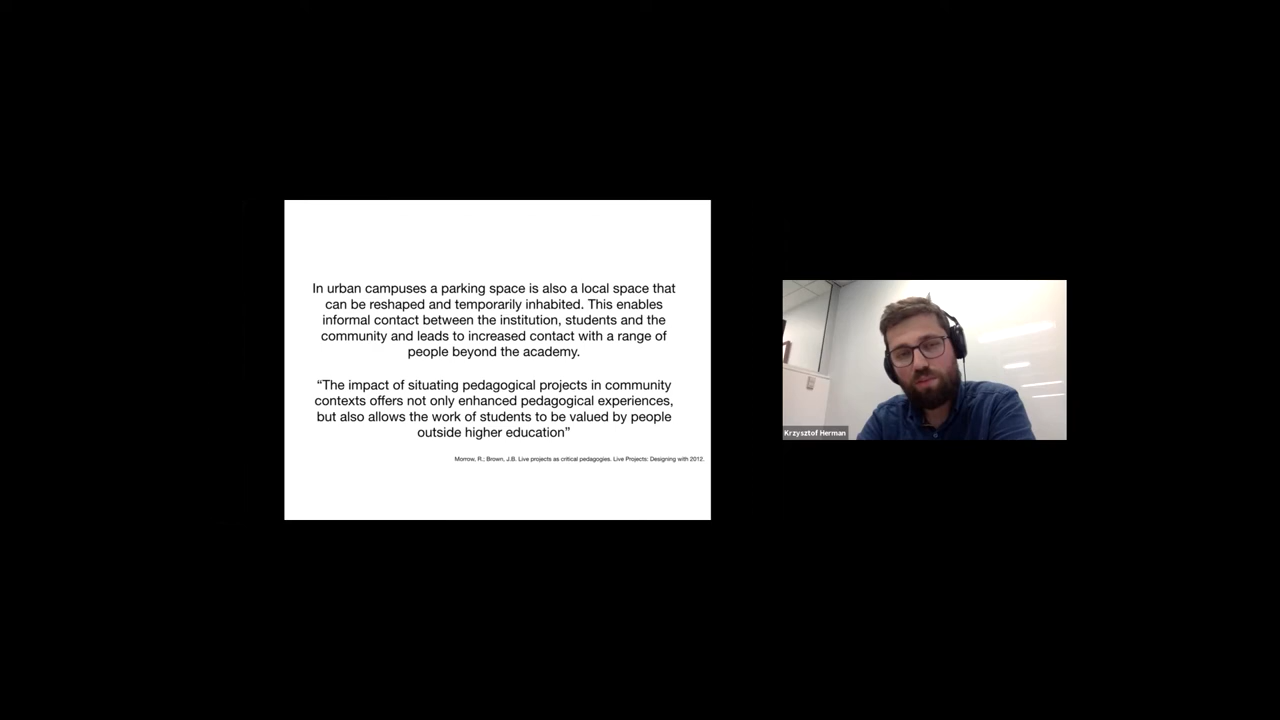 In urban campuses a parking space is also a local space that
can be reshaped and temporarily inhabited. This enables
informal contact between the institution, students and the
community and leads to increased contact with a range of
people beyond the academy.
“The impact of situating pedagogical projects in community
contexts offers not only enhanced pedagogical experiences,
but also allows the work of students to be valued by people
outside higher education”
Morrow, R.; Brown, J.B. Live projects as critical pedagogies. Live Projects: Designing with 2012.
Krzysztof Herman